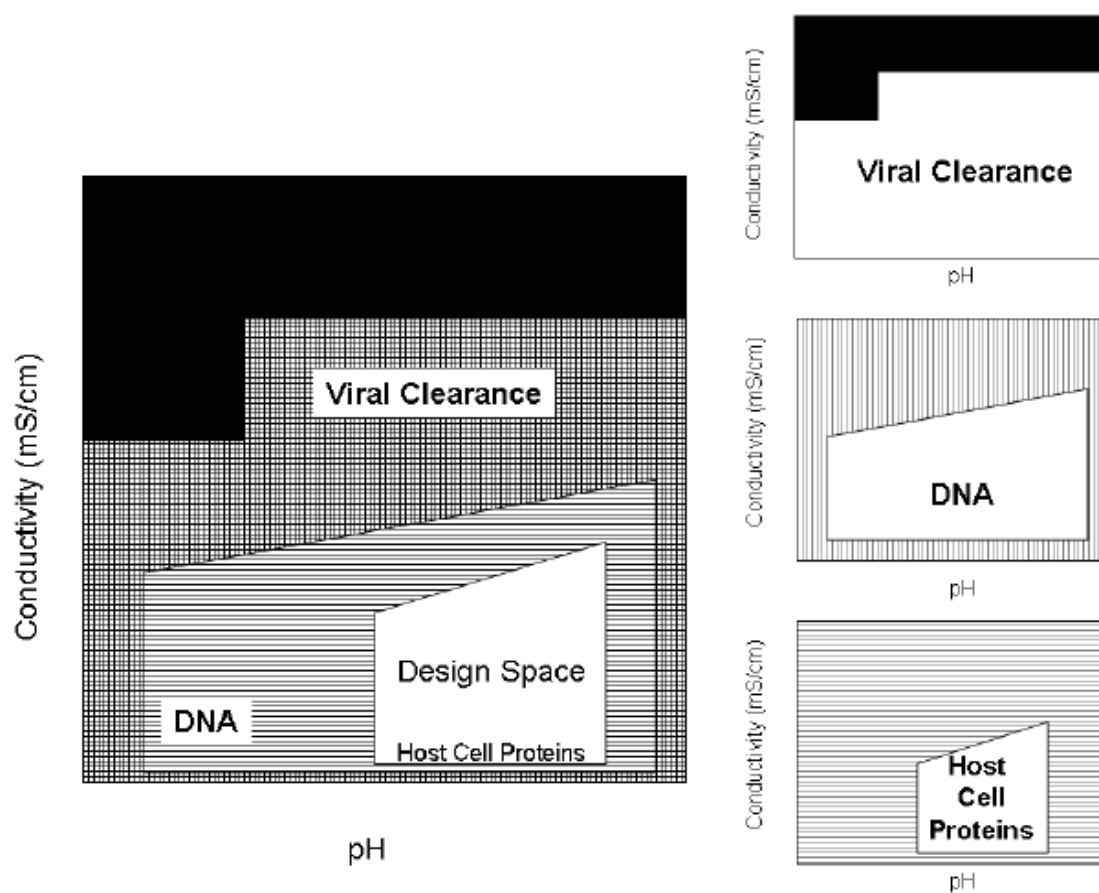 Conductivity (mS/cm)
Viral Clearance
Design Space
DNA
Host Cell Proteins
pH
Conductivity (mS/cm)
Viral Clearance
pH
Conductivity (mS/cm)
DNA
pH
Conductivity (mS/cm)
Host
Cell
Proteins
pH